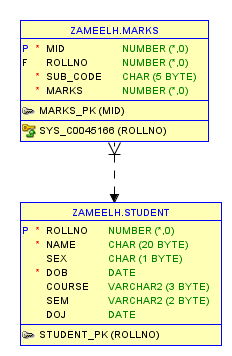 ZAMEELH.MARKS
P * MID NUMBER (*,0)
F ROLLNO NUMBER (*,0)
* SUB_CODE CHAR (5 BYTE)
* MARKS NUMBER (*,0)
MARKS_PK (MID)
SYS_C0045166 (ROLLNO)
ZAMEELH.STUDENT
P * ROLLNO NUMBER (*,0)
* NAME CHAR (20 BYTE)
SEX CHAR (1 BYTE)
* DOB DATE
COURSE VARCHAR2 (3 BYTE)
SEM VARCHAR2 (2 BYTE)
DOJ DATE
STUDENT_PK (ROLLNO)